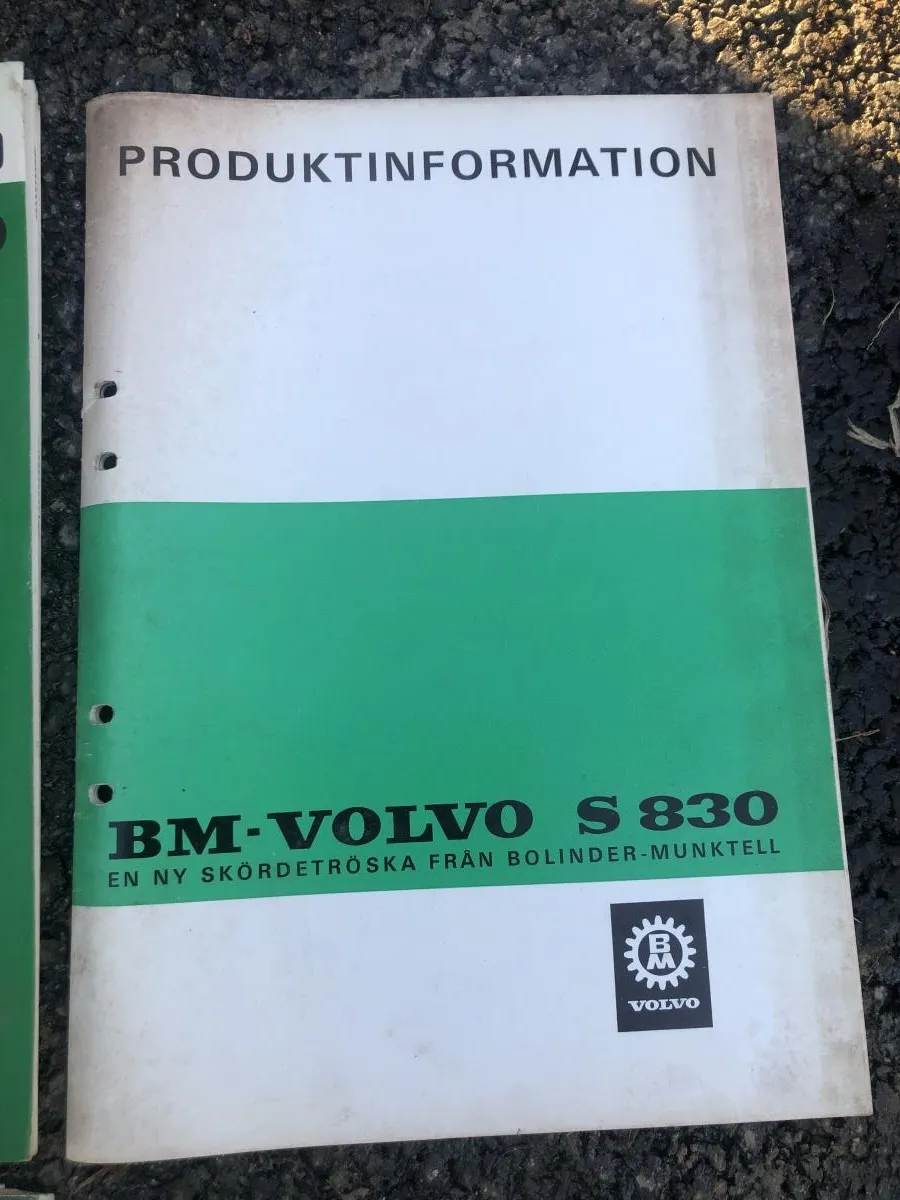 PRODUKTINFORMATION
BM-VOLVO S 830
EN NY SKÖRDETRÖSKA FRÅN BOLINDER-MUNKTELL
BM
VOLVO